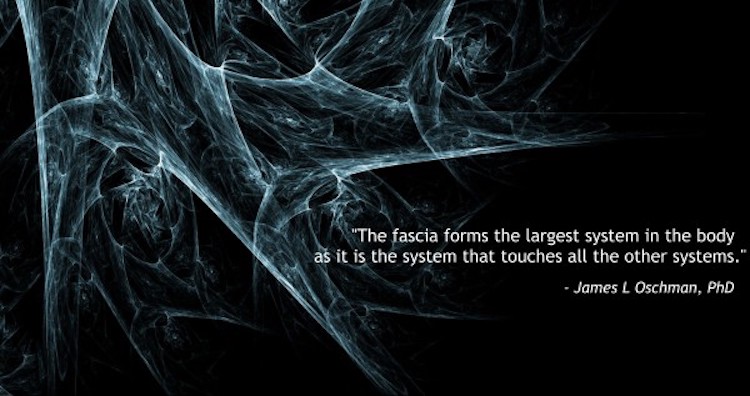 "The fascia forms the largest system in the body
as it is the system that touches all the other systems."
- James L Oschman, PhD